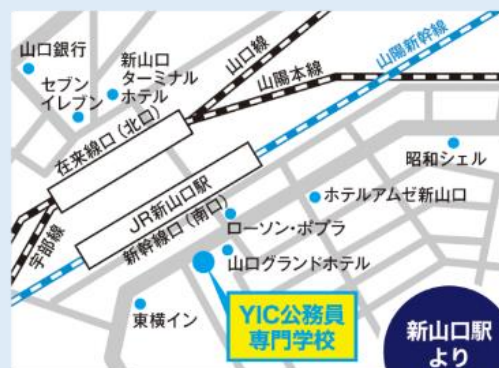 山口銀行
セブン
イレブン
新山口
ターミナル
ホテル
山口線
山陽本線
山陽新幹線
在来線口(北口)
JR新山口駅
新幹線口(南口)
宇部線
昭和シェル
ホテルアムゼ新山口
ローソン・ポプラ
山口グランドホテル
東横イン
YIC公務員
専門学校
新山口駅
より